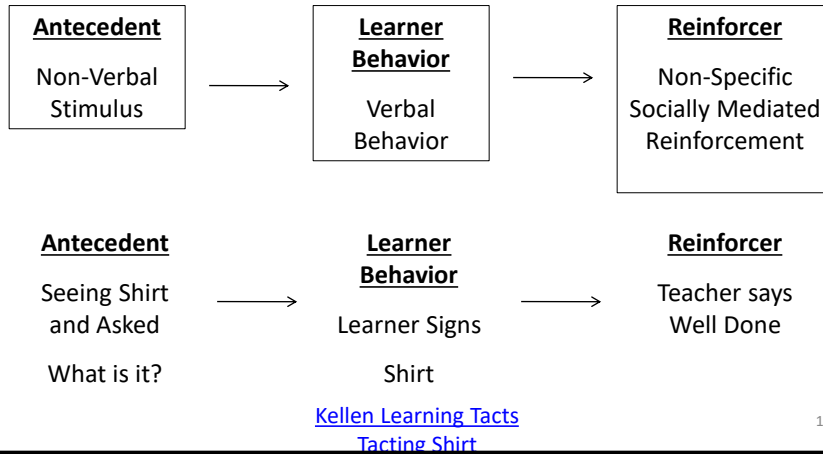 Antecedent
Non-Verbal
Stimulus
Learner
Behavior
Verbal
Behavior
Reinforcer
Non-Specific
Socially Mediated
Reinforcement
Antecedent
Seeing Shirt
and Asked
What is it?
Learner
Behavior
Learner Signs
Shirt
Reinforcer
Teacher says
Well Done
Kellen Learning Tacts
Tacting Shirt
1